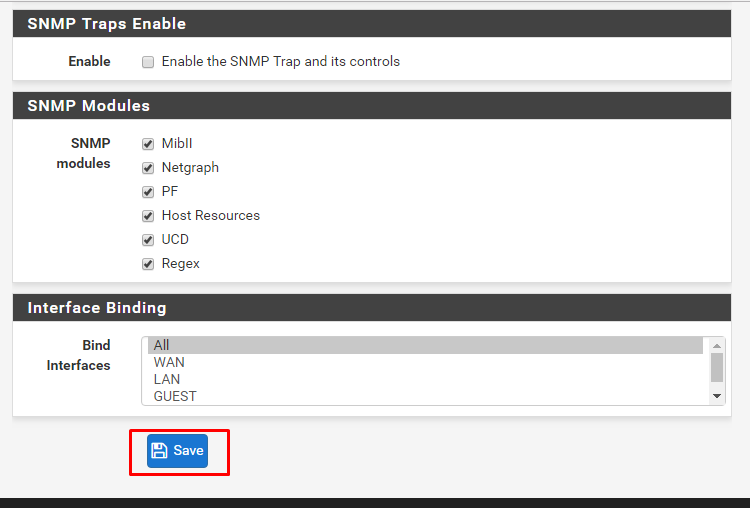 SNMP Traps Enable
Enable
Enable the SNMP Trap and its controls
SNMP Modules
SNMP
modules
MibII
Netgraph
PF
Host Resources
UCD
Regex
Interface Binding
Bind
Interfaces
All
WAN
LAN
GUEST
Save